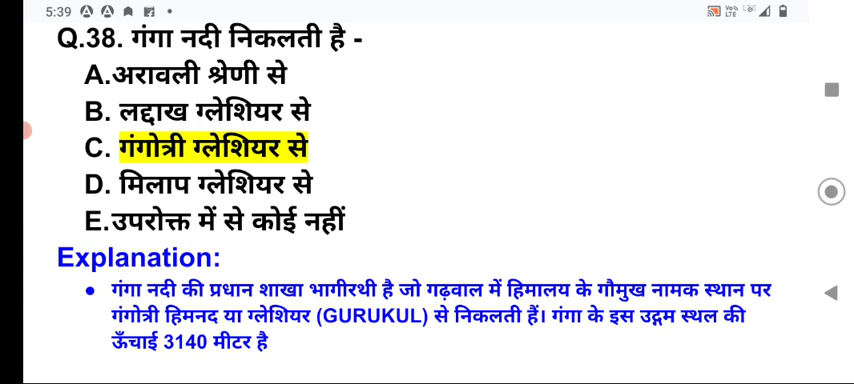 5:39
Q.38. गंगा नदी निकलती है -
A.अरावली श्रेणी से
B. लद्दाख ग्लेशियर से
C. गंगोत्री ग्लेशियर से
D. मिलाप ग्लेशियर से
E.उपरोक्त में से कोई नहीं
Explanation:
• गंगा नदी की प्रधान शाखा भागीरथी है जो गढ़वाल में हिमालय के गौमुख नामक स्थान पर
गंगोत्री हिमनद या ग्लेशियर (GURUKUL) से निकलती हैं। गंगा के इस उद्गम स्थल की
ऊँचाई 3140 मीटर है